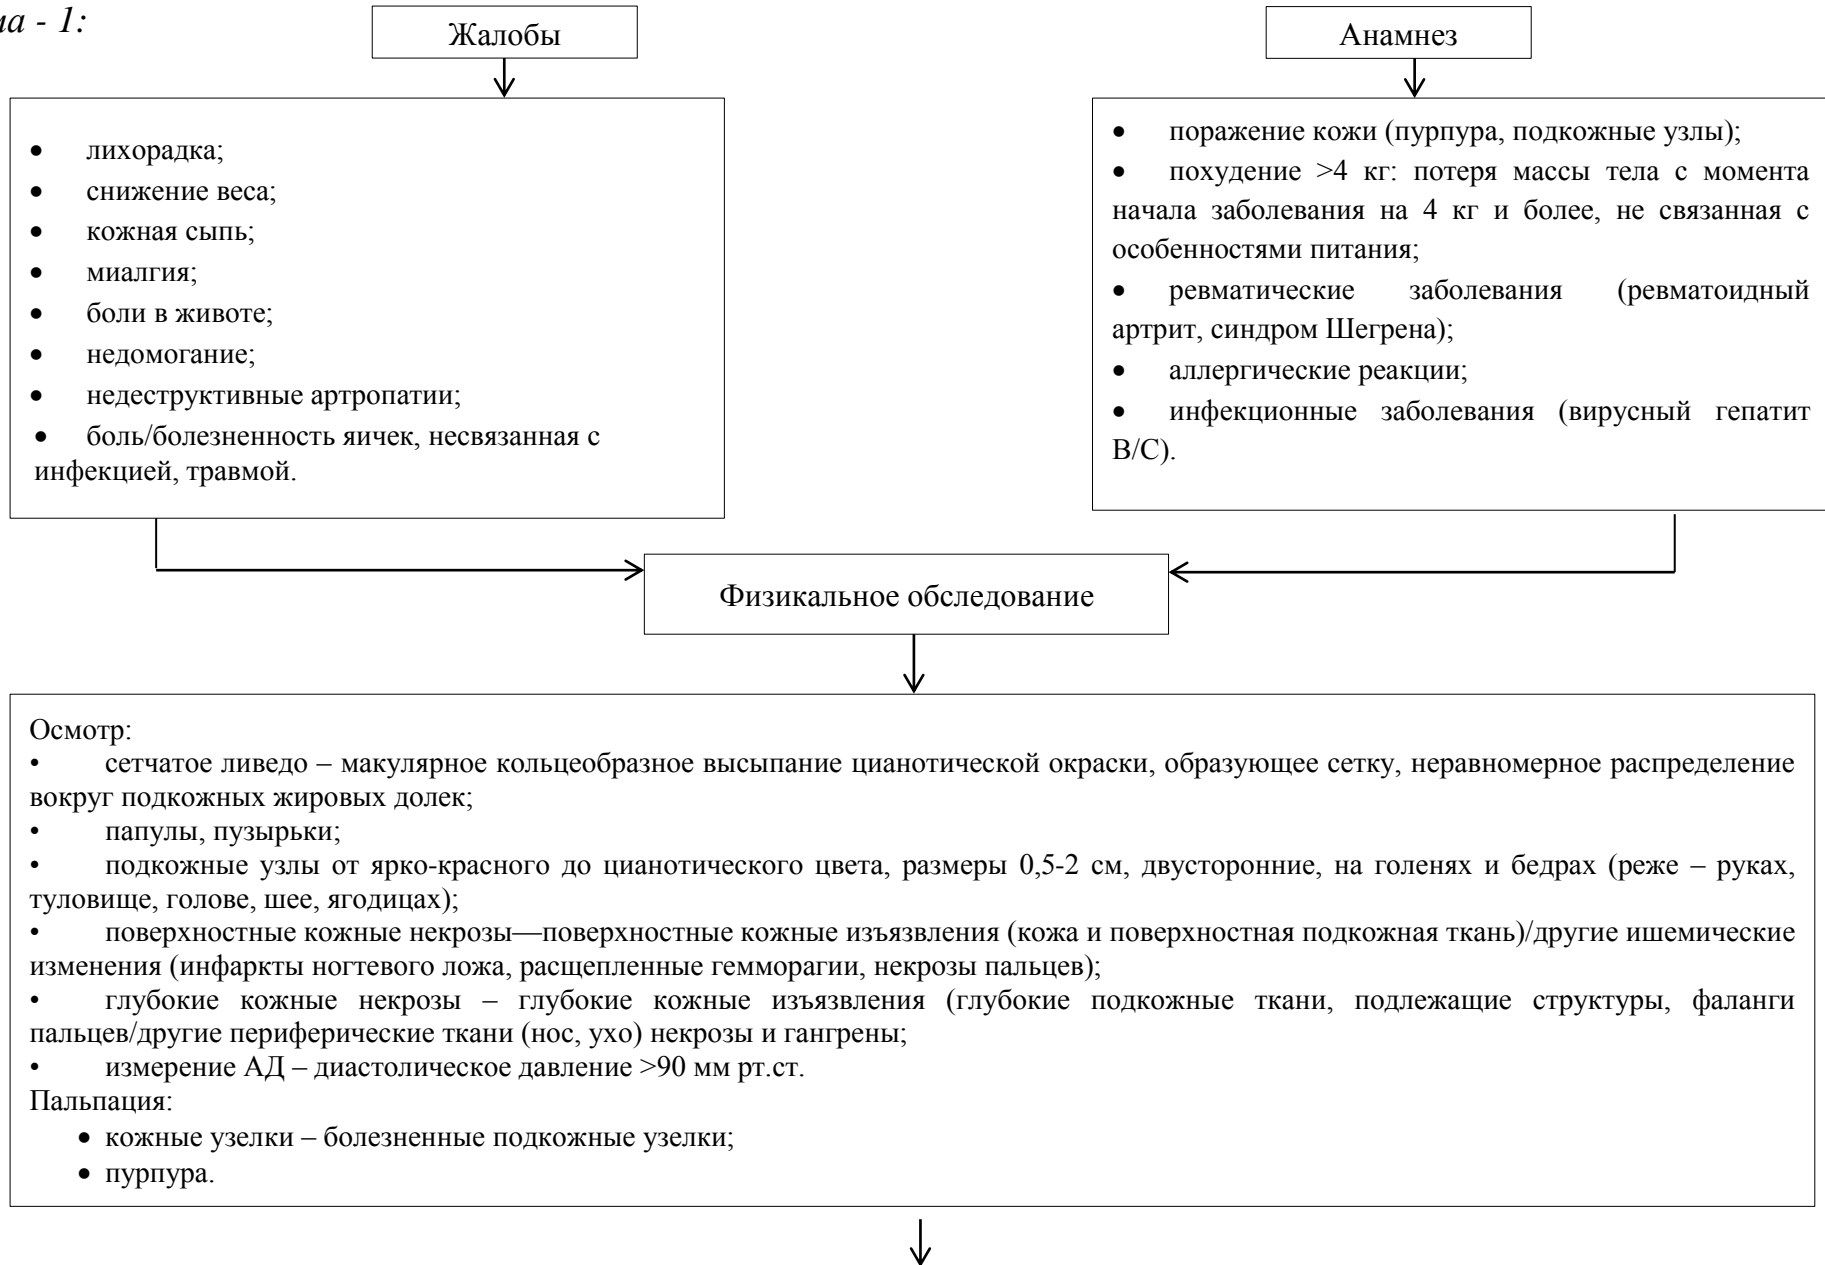 ма - 1:
Жалобы
Анамнез
• лихорадка;
• снижение веса;
• кожная сыпь;
• миалгия;
• боли в животе;
• недомогание;
• недеструктивные артропатии;
• боль/болезненность яичек, несвязанная с
инфекцией, травмой.
• поражение кожи (пурпура, подкожные узлы);
• похудение >4 кг: потеря массы тела с момента
начала заболевания на 4 кг и более, не связанная с
особенностями питания;
• ревматические заболевания (ревматоидный
артрит, синдром Шегрена);
• аллергические реакции;
• инфекционные заболевания (вирусный гепатит
В/С).
Физикальное обследование
Осмотр:
• сетчатое ливедо – макулярное кольцеобразное высыпание цианотической окраски, образующее сетку, неравномерное распределение
вокруг подкожных жировых долек;
• папулы, пузырьки;
• подкожные узлы от ярко-красного до цианотического цвета, размеры 0,5-2 см, двусторонние, на голенях и бедрах (реже – руках,
туловище, голове, шее, ягодицах);
• поверхностные кожные некрозы—поверхностные кожные изъязвления (кожа и поверхностная подкожная ткань)/другие ишемические
изменения (инфаркты ногтевого ложа, расщепленные гемморагии, некрозы пальцев);
• глубокие кожные некрозы – глубокие кожные изъязвления (глубокие подкожные ткани, подлежащие структуры, фаланги
пальцев/другие периферические ткани (нос, ухо) некрозы и гангрены;
• измерение АД – диастолическое давление >90 мм рт.ст.
Пальпация:
• кожные узелки – болезненные подкожные узелки;
• пурпура.